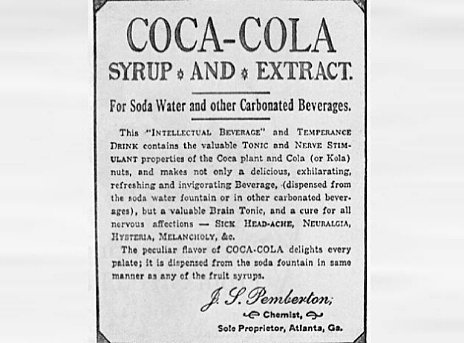 COCA-COLA
SYRUP * AND * EXTRACT.
For Soda Water and other Carbonated Beverages.
This "INTELLECTUAL BEVERAGE" and TEMPERANCE
DRINK contains the valuable TONIC and NERVE STIM-
ULANT properties of the Coca plant and Cola (or Kola)
nuts, and makes not only a delicious, exhilarating,
refreshing and invigorating Beverage, (dispensed from
the soda water fountain or in other carbonated bever-
ages), but a valuable Brain Tonic, and a cure for all
nervous affections — SICK HEAD-ACHE, NEURALGIA,
HYSTERIA, MELANCHOLY, &c.
The peculiar flavor of COCA-COLA delights every
palate; it is dispensed from the soda fountain in same
manner as any of the fruit syrups.
J. S. Pemberton,
Chemist,
Sole Proprietor, Atlanta, Ga.